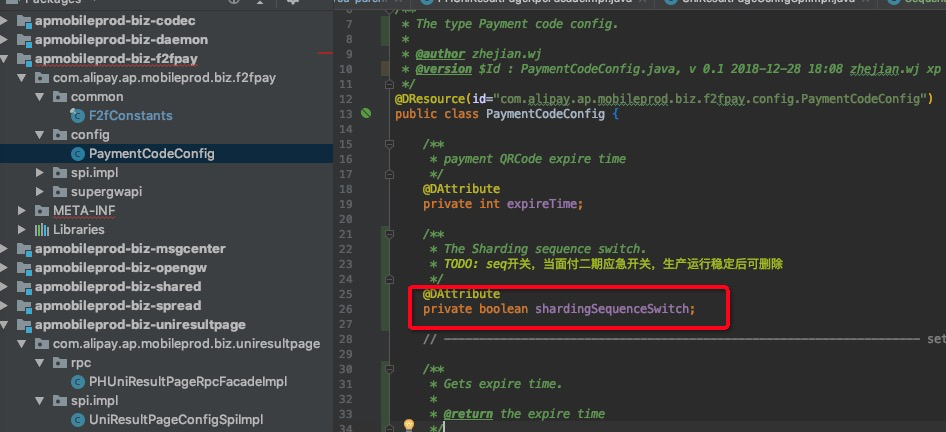 Packages
PHUniResultPageRpcFacadeImpl.java
UniResultPageConfigSpiImpl.java
apmobileprod-biz-codec
apmobileprod-biz-daemon
apmobileprod-biz-f2fpay
com.alipay.ap.mobileprod.biz.f2fpay
common
F2fConstants
config
PaymentCodeConfig
spi.impl
supergwapi
META-INF
Libraries
apmobileprod-biz-msgcenter
apmobileprod-biz-opengw
apmobileprod-biz-shared
apmobileprod-biz-spread
apmobileprod-biz-uniresultpage
com.alipay.ap.mobileprod.biz.uniresultpage
rpc
PHUniResultPageRpcFacadeImpl
spi.impl
UniResultPageConfigSpiImpl
6 /**
7 * The type Payment code config.
8 *
9 * @author zhejian.wj
10 * @version $Id : PaymentCodeConfig.java, v 0.1 2018-12-28 18:08 zhejian.wj xp
11 */
12 @DResource(id="com.alipay.ap.mobileprod.biz.f2fpay.config.PaymentCodeConfig")
13 public class PaymentCodeConfig {
14
15 /**
16 * payment QRCode expire time
17 */
18 @DAttribute
19 private int expireTime;
20
21 /**
22 * The Sharding sequence switch.
23 * TODO: seq开关，当面付二期应急开关，生产运行稳定后可删除
24 */
25 @DAttribute
26 private boolean shardingSequenceSwitch;
27
28 // ———————————————————————————————— set
29
30 /**
31 * Gets expire time.
32 *
33 * @return the expire time
34 */